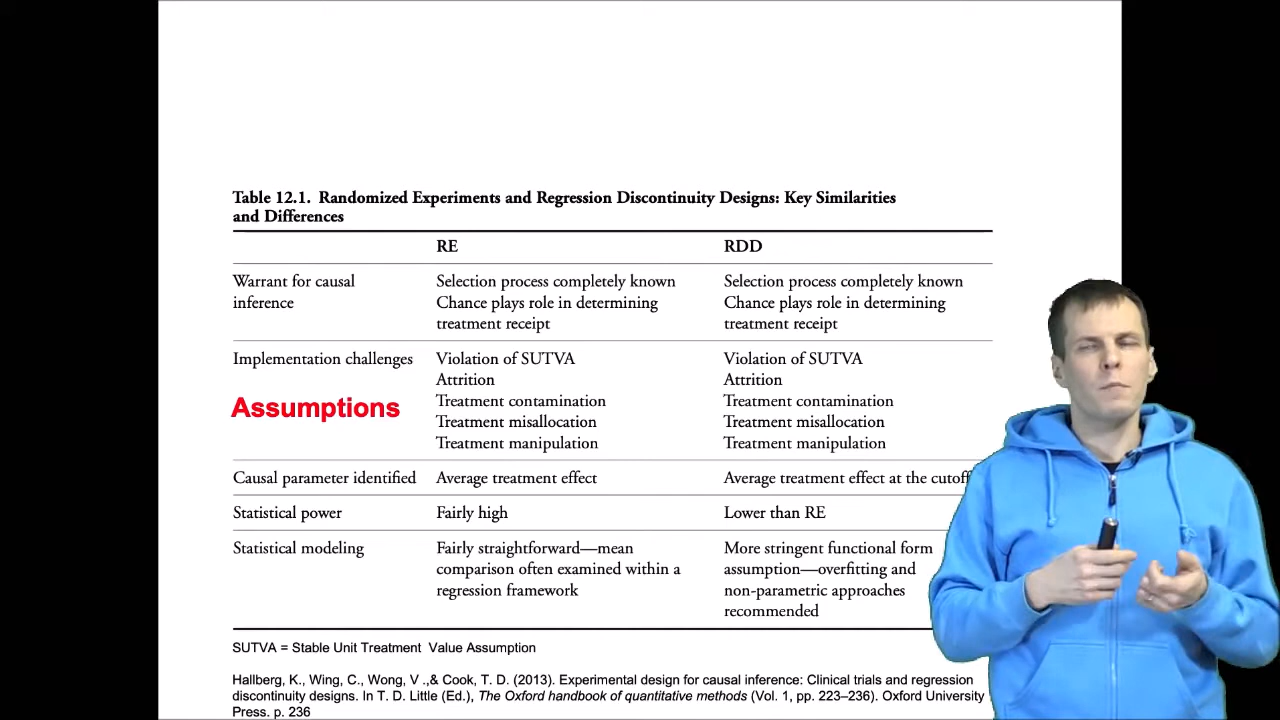 Table 12.1. Randomized Experiments and Regression Discontinuity Designs: Key Similarities
and Differences
RE RDD
Warrant for causal Selection process completely known Selection process completely known
inference Chance plays role in determining Chance plays role in determining
treatment receipt treatment receipt
Implementation challenges Violation of SUTVA Violation of SUTVA
Attrition Attrition
Assumptions Treatment contamination Treatment contamination
Treatment misallocation Treatment misallocation
Treatment manipulation Treatment manipulation
Causal parameter identified Average treatment effect Average treatment effect at the cutoff
Statistical power Fairly high Lower than RE
Statistical modeling Fairly straightforward—mean More stringent functional form
comparison often examined within a assumption—overfitting and
regression framework non-parametric approaches
recommended
SUTVA = Stable Unit Treatment Value Assumption
Hallberg, K., Wing, C., Wong, V .,& Cook, T. D. (2013). Experimental design for causal inference: Clinical trials and regression
discontinuity designs. In T. D. Little (Ed.), The Oxford handbook of quantitative methods (Vol. 1, pp. 223–236). Oxford University
Press. p. 236